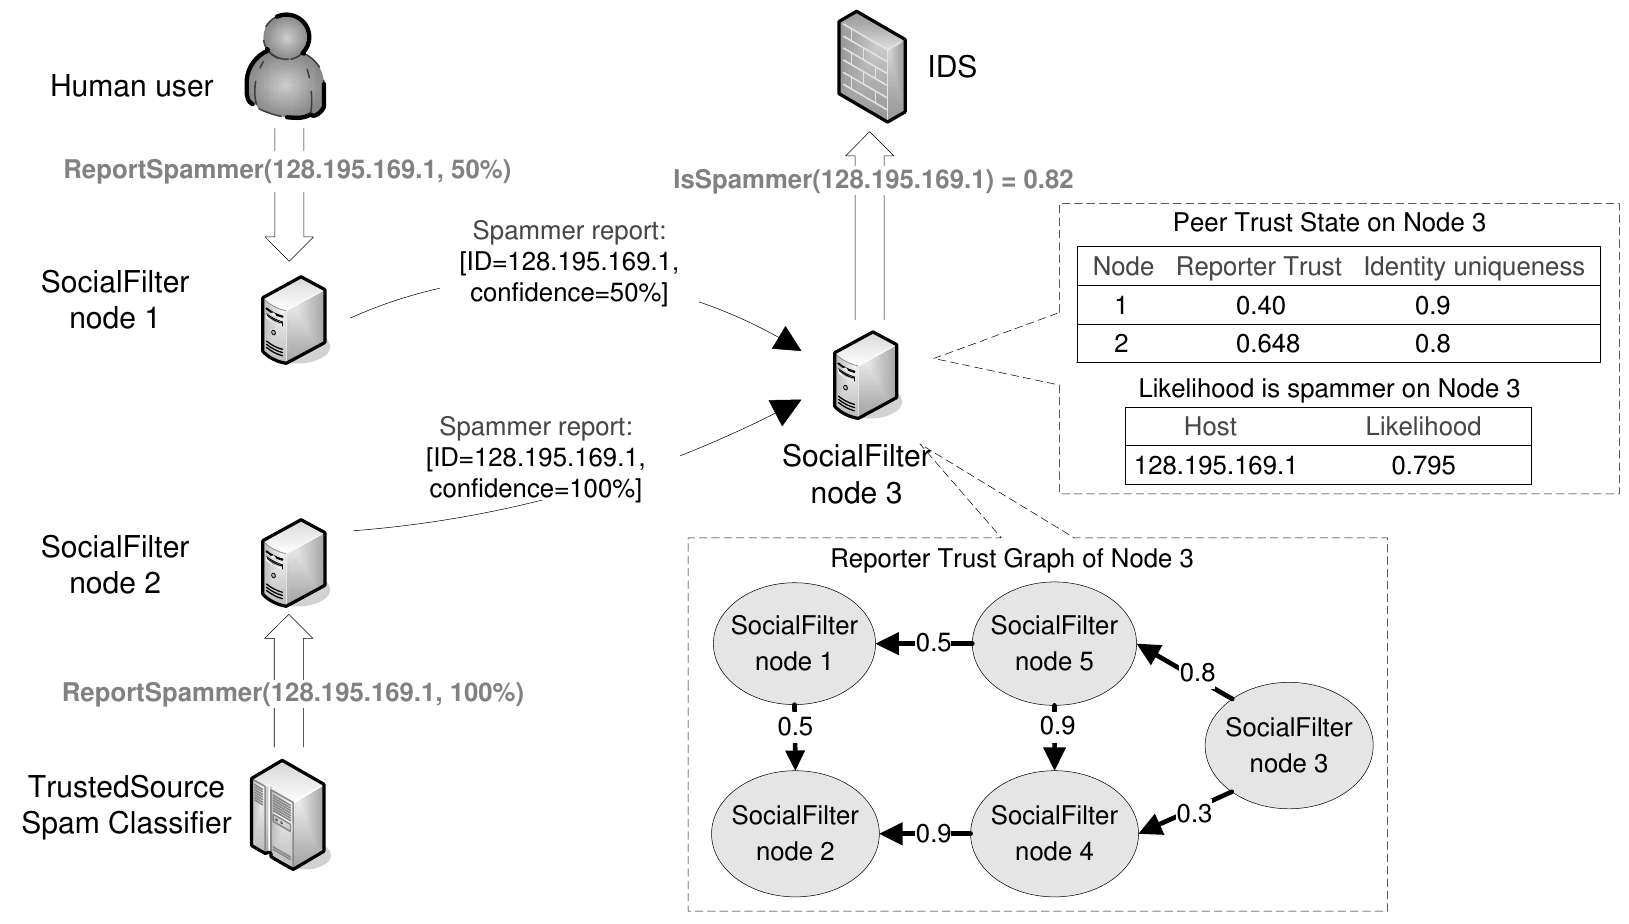 Human user
ReportSpammer(128.195.169.1, 50%)
SocialFilter
node 1
Spammer report:
[ID=128.195.169.1,
confidence=50%]
IDS
IsSpammer(128.195.169.1) = 0.82
Peer Trust State on Node 3
Node Reporter Trust Identity uniqueness
1 0.40 0.9
2 0.648 0.8
Likelihood is spammer on Node 3
Host Likelihood
128.195.169.1 0.795
Spammer report:
[ID=128.195.169.1,
confidence=100%]
SocialFilter
node 3
SocialFilter
node 2
ReportSpammer(128.195.169.1, 100%)
TrustedSource
Spam Classifier
Reporter Trust Graph of Node 3
SocialFilter
node 1
0.5
SocialFilter
node 5
0.8
0.5
0.9
SocialFilter
node 3
SocialFilter
node 2
0.9
SocialFilter
node 4
0.3